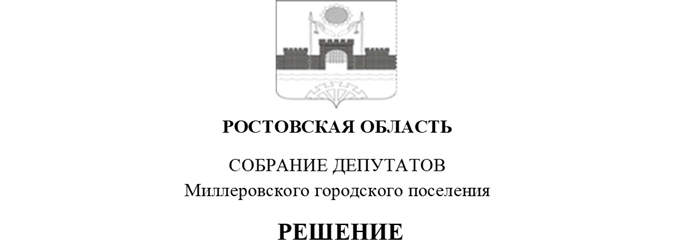 РОСТОВСКАЯ ОБЛАСТЬ
СОБРАНИЕ ДЕПУТАТОВ
Миллеровского городского поселения
РЕШЕНИЕ